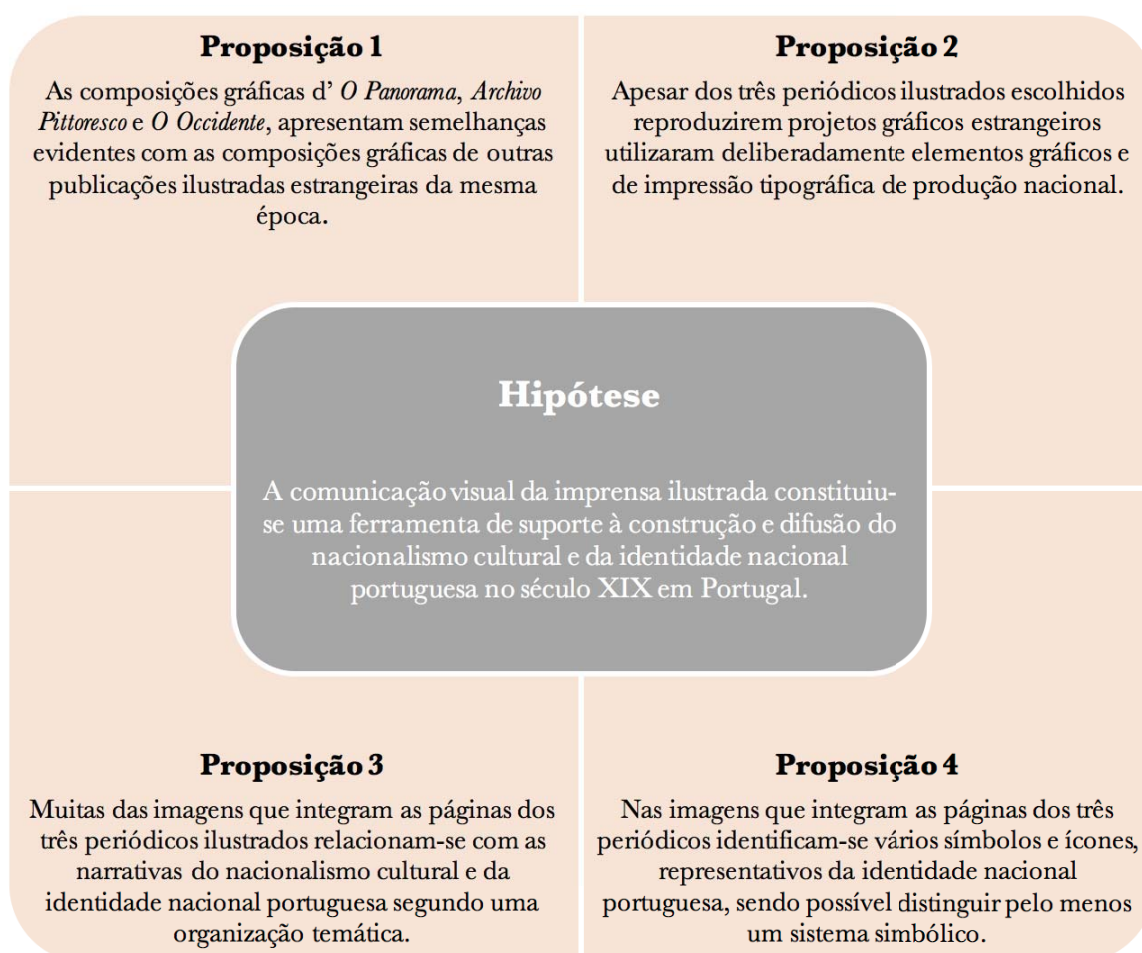 Proposição 1
As composições gráficas d’ O Panorama, Archivo
Pittoresco e O Occidente, apresentam semelhanças
evidentes com as composições gráficas de outras
publicações ilustradas estrangeiras da mesma
época.
Proposição 2
Apesar dos três periódicos ilustrados escolhidos
reproduzirem projetos gráficos estrangeiros
utilizaram deliberadamente elementos gráficos e
de impressão tipográfica de produção nacional.
Hipótese
A comunicação visual da imprensa ilustrada constituiu-
se uma ferramenta de suporte à construção e difusão do
nacionalismo cultural e da identidade nacional
portuguesa no século XIX em Portugal.
Proposição 3
Muitas das imagens que integram as páginas dos
três periódicos ilustrados relacionam-se com as
narrativas do nacionalismo cultural e da
identidade nacional portuguesa segundo uma
organização temática.
Proposição 4
Nas imagens que integram as páginas dos três
periódicos identificam-se vários símbolos e ícones,
representativos da identidade nacional
portuguesa, sendo possível distinguir pelo menos
um sistema simbólico.